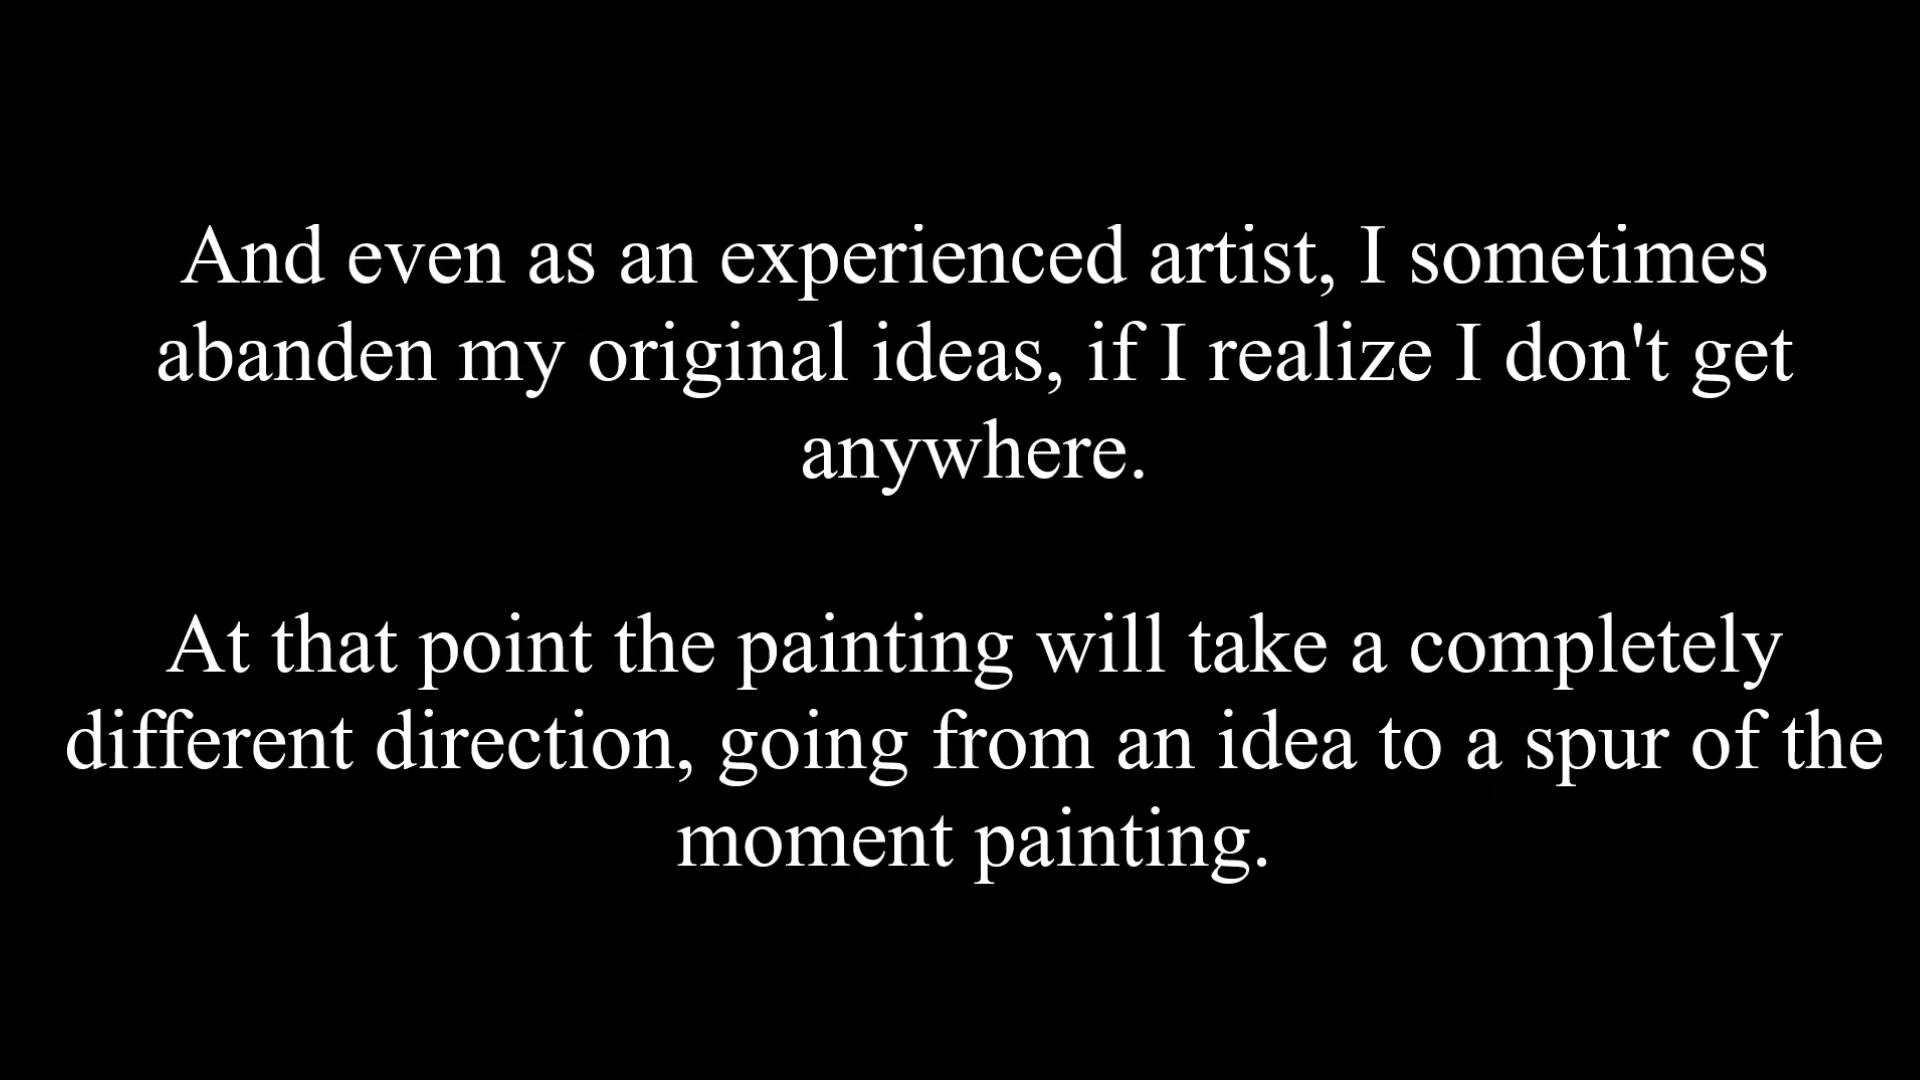 And even as an experienced artist, I sometimes
abanden my original ideas, if I realize I don't get
anywhere.
At that point the painting will take a completely
different direction, going from an idea to a spur of the
moment painting.